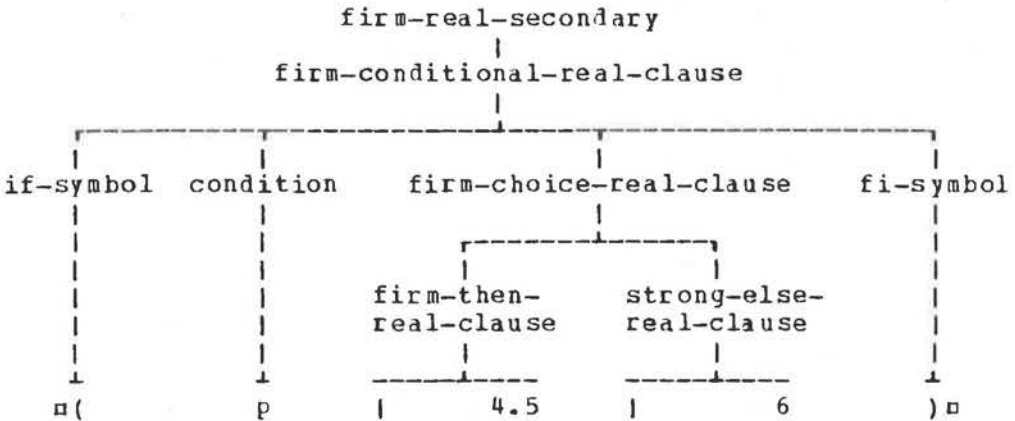 firm-real-secondary
firm-conditional-real-clause
if-symbol condition firm-choice-real-clause fi-symbol
firm-then- strong-else-
real-clause real-clause
¤( p | 4.5 | 6 )¤